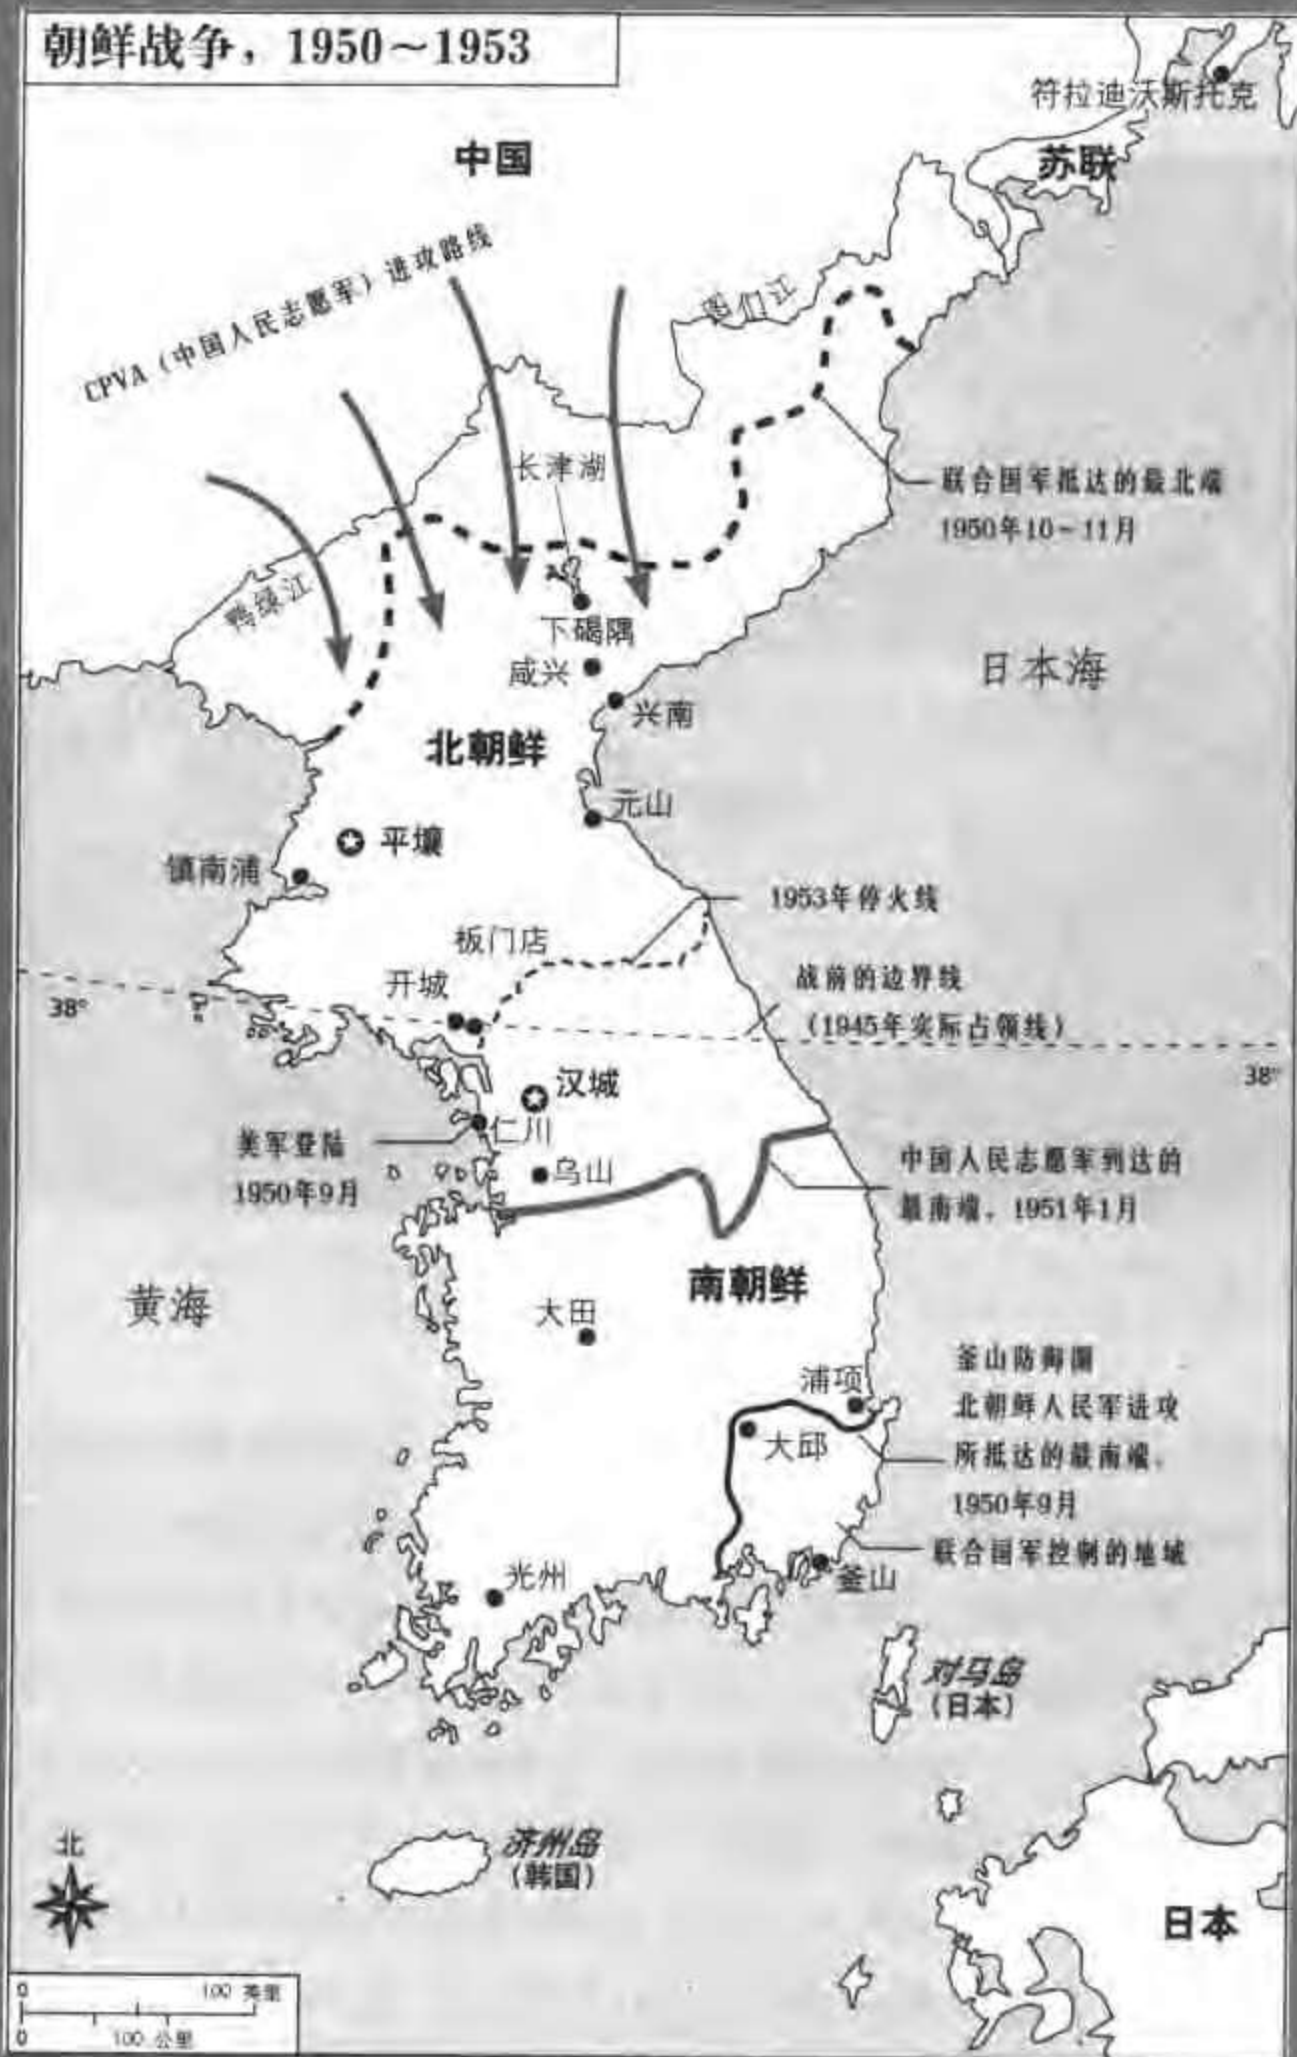 朝鲜战争，1950～1953
符拉迪沃斯托克
中国
苏联
CPVA（中国人民志愿军）进攻路线
图们江
长津湖
联合国军抵达的最北端
1950年10～11月
鸭绿江
下碣隅
咸兴
日本海
兴南
北朝鲜
元山
平壤
镇南浦
1953年停火线
板门店
战前的边界线
（1945年实际占领线）
开城
38°
38°
汉城
仁川
美军登陆
1950年9月
乌山
中国人民志愿军到达的
最南端，1951年1月
南朝鲜
黄海
大田
釜山防御圈
北朝鲜人民军进攻
所抵达的最南端，
1950年9月
浦项
大邱
联合国军控制的地域
釜山
光州
对马岛
（日本）
济州岛
（韩国）
北
日本
0 100 英里
0 100 公里